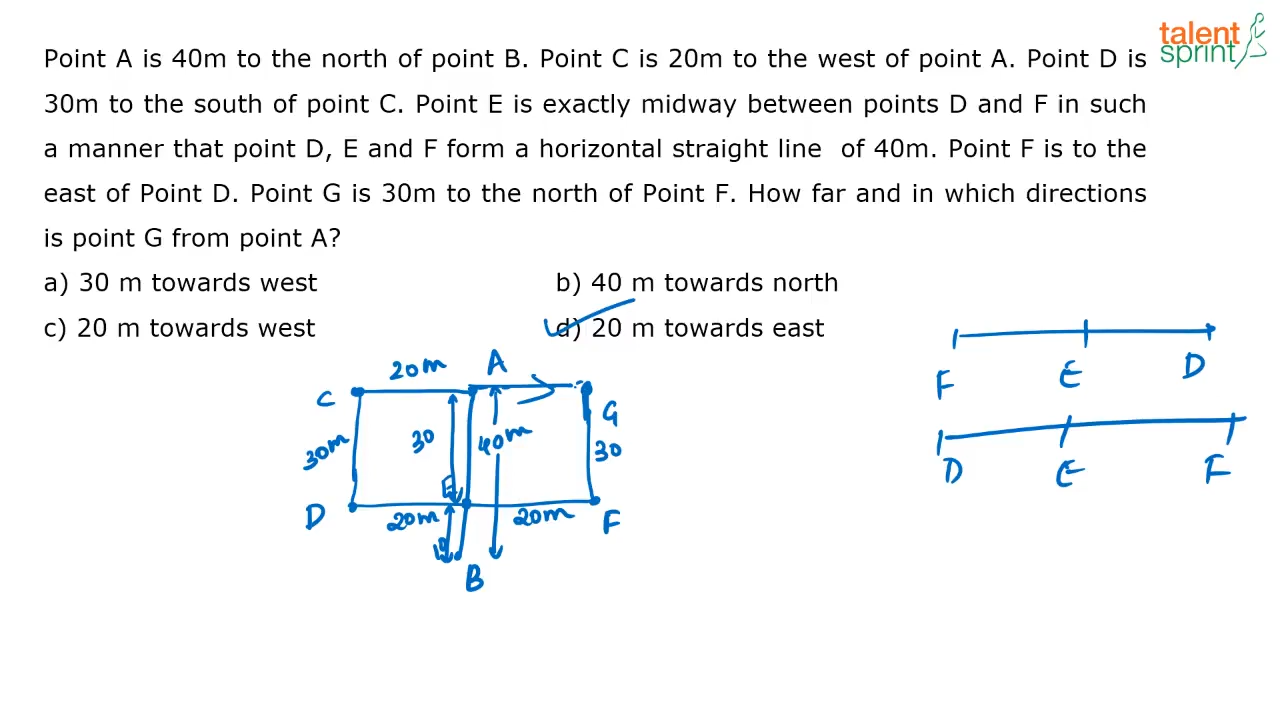 talent
sprint
Point A is 40m to the north of point B. Point C is 20m to the west of point A. Point D is
30m to the south of point C. Point E is exactly midway between points D and F in such
a manner that point D, E and F form a horizontal straight line of 40m. Point F is to the
east of Point D. Point G is 30m to the north of Point F. How far and in which directions
is point G from point A?
a) 30 m towards west b) 40 m towards north
c) 20 m towards west d) 20 m towards east
20m A
C G
30m 30 40m 30
E
D 20m 20m F
B
F E D
D E F